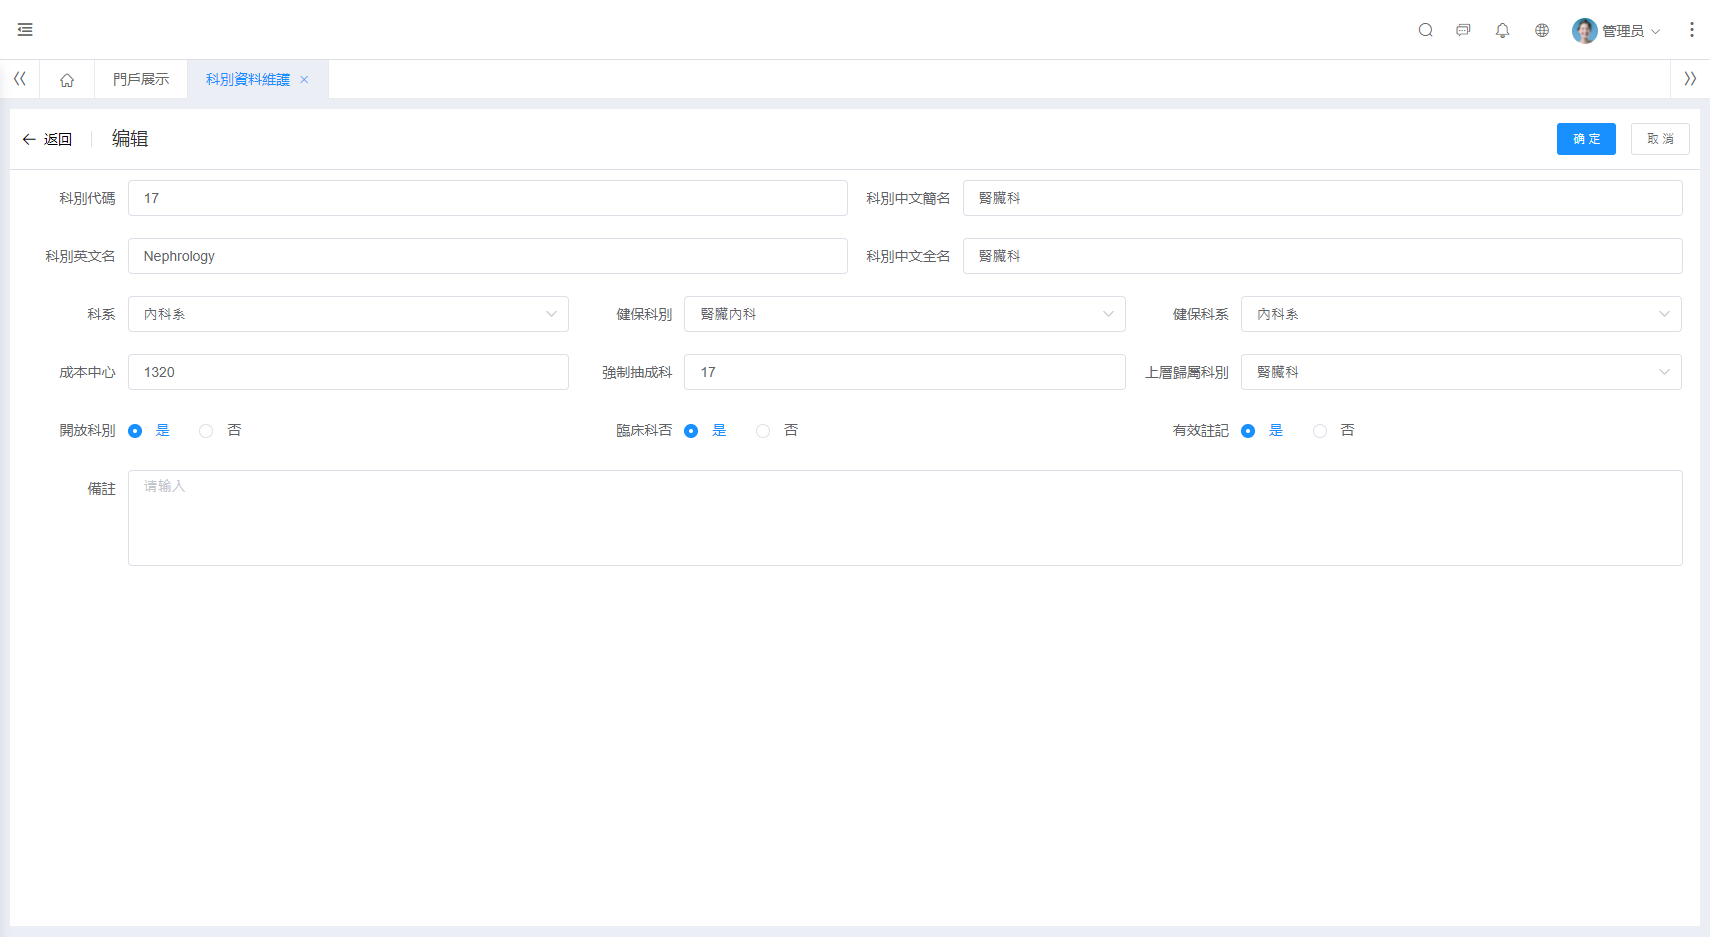 管理员
門戶展示
科別資料維護
返回
编辑
确 定
取 消
科別代碼 17 科別中文簡名 腎臟科
科別英文名 Nephrology 科別中文全名 腎臟科
科系 內科系 健保科別 腎臟內科 健保科系 內科系
成本中心 1320 強制抽成科 17 上層歸屬科別 腎臟科
開放科別 是 否 臨床科否 是 否 有效註記 是 否
備註 请输入